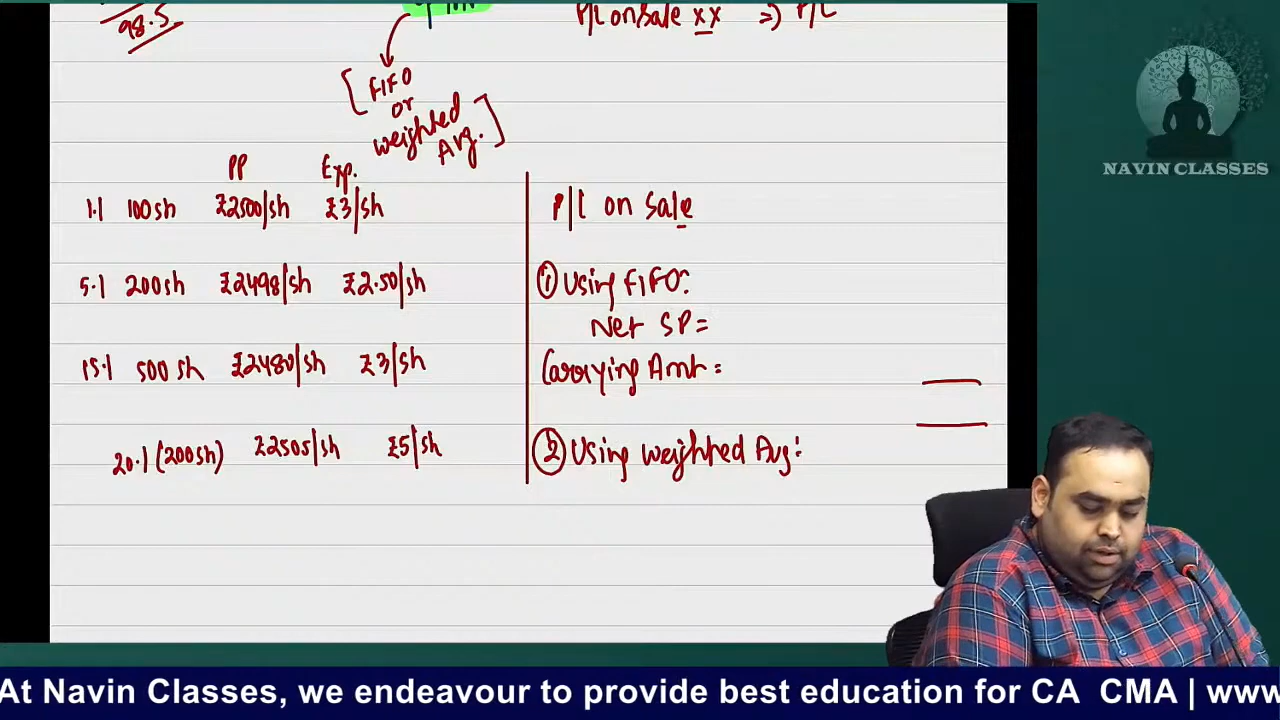 98.5
P/L on Sale xx => P/L
[FIFO
or
weighted
Avg.]
PP Exp.
1.1 100sh ₹2500/sh ₹3/sh
5.1 200sh ₹2498/sh ₹2.50/sh
15.1 500 sh ₹2480/sh ₹3/sh
20.1 (200sh) ₹2505/sh ₹5/sh
P/L on Sale
① Using FIFO:
Net SP =
Carrying Amt =
② Using weighted Avg:
NAVIN CLASSES
At Navin Classes, we endeavour to provide best education for CA CMA | www